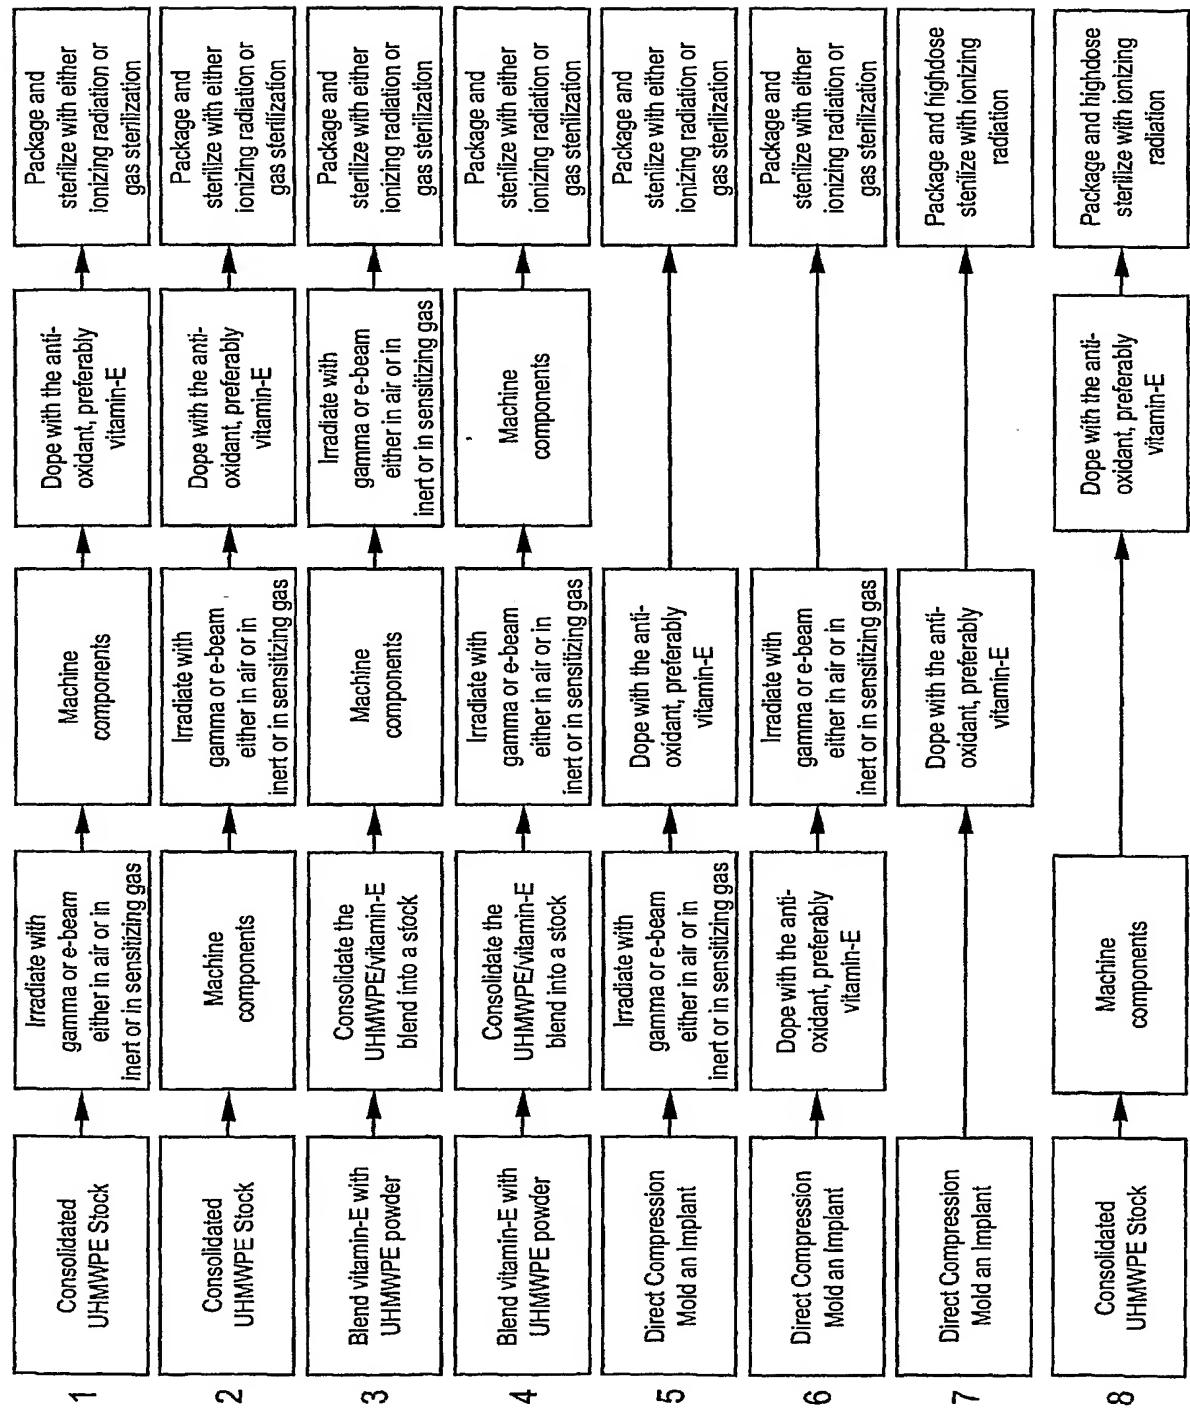 1
Consolidated
UHMWPE Stock
Irradiate with
gamma or e-beam
either in air or in
inert or in sensitizing gas
Machine
components
Dope with the anti-
oxidant, preferably
vitamin-E
Package and
sterilize with either
ionizing radiation or
gas sterilization
2
Consolidated
UHMWPE Stock
Machine
components
Irradiate with
gamma or e-beam
either in air or in
inert or in sensitizing gas
Dope with the anti-
oxidant, preferably
vitamin-E
Package and
sterilize with either
ionizing radiation or
gas sterilization
3
Blend vitamin-E with
UHMWPE powder
Consolidate the
UHMWPE/vitamin-E
blend into a stock
Machine
components
Irradiate with
gamma or e-beam
either in air or in
inert or in sensitizing gas
Package and
sterilize with either
ionizing radiation or
gas sterilization
4
Blend vitamin-E with
UHMWPE powder
Consolidate the
UHMWPE/vitamin-E
blend into a stock
Irradiate with
gamma or e-beam
either in air or in
inert or in sensitizing gas
Machine
components
Package and
sterilize with either
ionizing radiation or
gas sterilization
5
Direct Compression
Mold an Implant
Irradiate with
gamma or e-beam
either in air or in
inert or in sensitizing gas
Dope with the anti-
oxidant, preferably
vitamin-E
Package and
sterilize with either
ionizing radiation or
gas sterilization
6
Direct Compression
Mold an Implant
Dope with the anti-
oxidant, preferably
vitamin-E
Irradiate with
gamma or e-beam
either in air or in
inert or in sensitizing gas
Package and
sterilize with either
ionizing radiation or
gas sterilization
7
Direct Compression
Mold an Implant
Dope with the anti-
oxidant, preferably
vitamin-E
Package and highdose
sterilize with ionizing
radiation
8
Consolidated
UHMWPE Stock
Machine
components
Dope with the anti-
oxidant, preferably
vitamin-E
Package and highdose
sterilize with ionizing
radiation